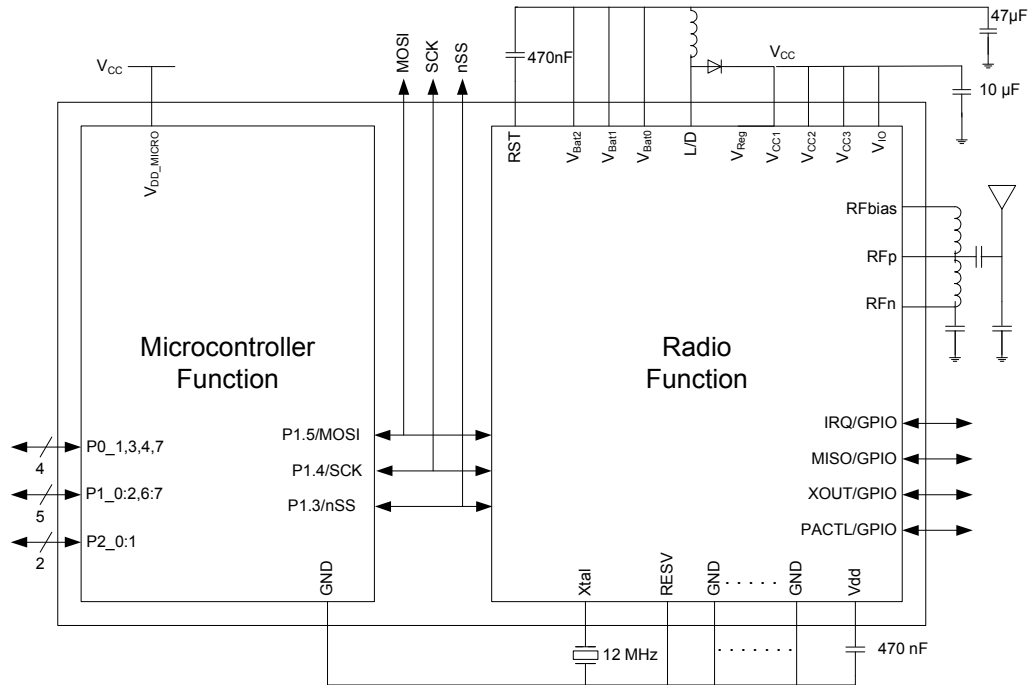 47µF
470nF
VCC
VCC
10 µF
MOSI
SCK
nSS
VDD_MICRO
RST
VBat2
VBat1
VBat0
L/D
VReg
VCC1
VCC2
VCC3
VIO
RFbias
RFp
RFn
Microcontroller
Function
Radio
Function
P0_1,3,4,7
4
P1_0:2,6:7
5
P2_0:1
2
P1.5/MOSI
P1.4/SCK
P1.3/nSS
IRQ/GPIO
MISO/GPIO
XOUT/GPIO
PACTL/GPIO
GND
Xtal
RESV
GND
GND
Vdd
12 MHz
470 nF